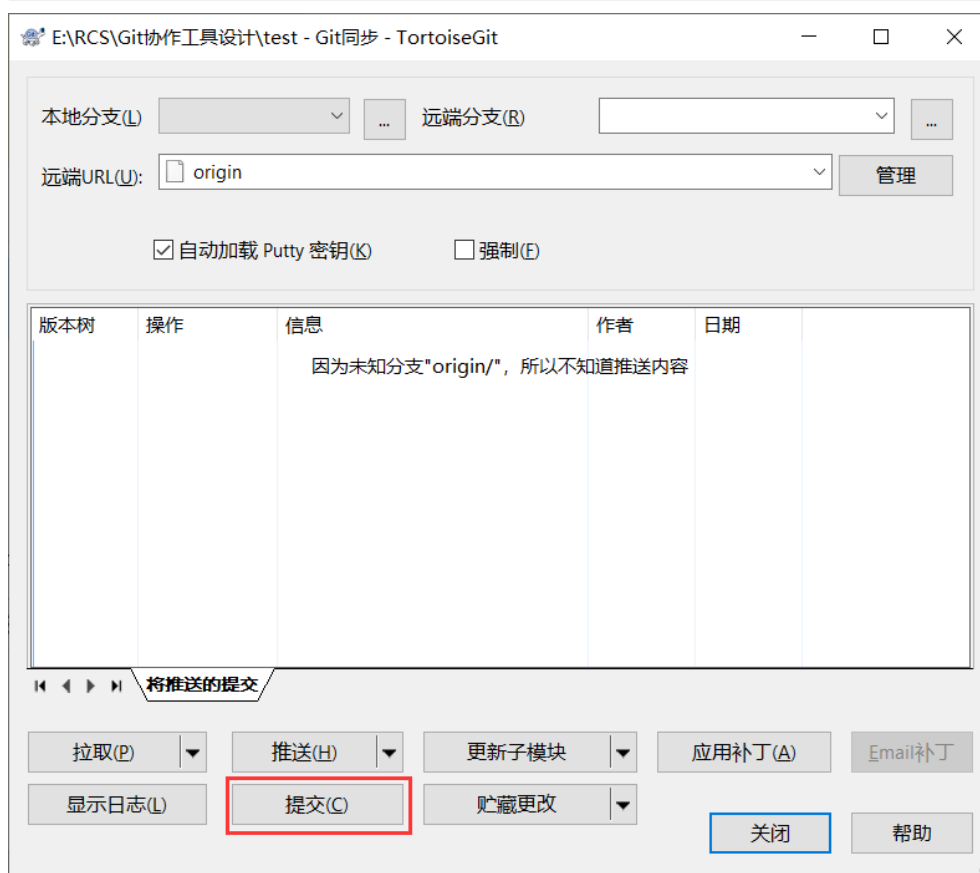 E:\RCS\Git协作工具设计\test - Git同步 - TortoiseGit
本地分支(L) ... 远端分支(R) ...
远端URL(U): origin 管理
自动加载 Putty 密钥(K) 强制(F)
版本树 操作 信息 作者 日期
因为未知分支"origin/"，所以不知道推送内容
将推送的提交
拉取(P) 推送(H) 更新子模块 应用补丁(A) Email补丁
显示日志(L) 提交(C) 贮藏更改
关闭 帮助